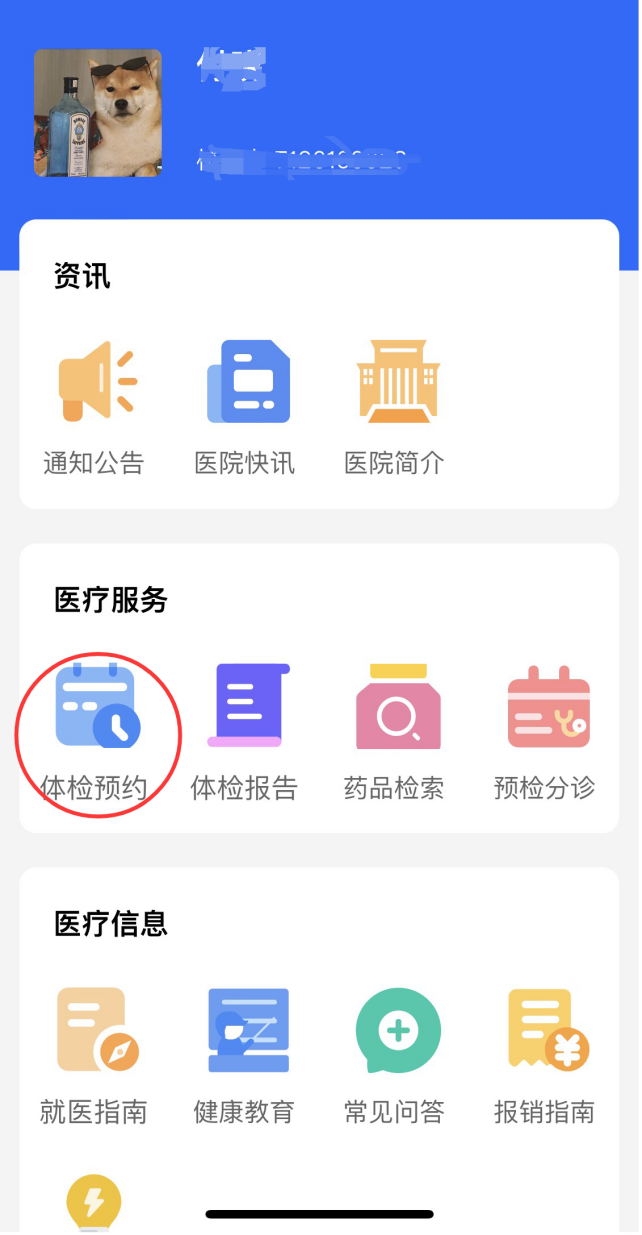 资讯
通知公告 医院快讯 医院简介
医疗服务
体检预约 体检报告 药品检索 预检分诊
医疗信息
就医指南 健康教育 常见问答 报销指南